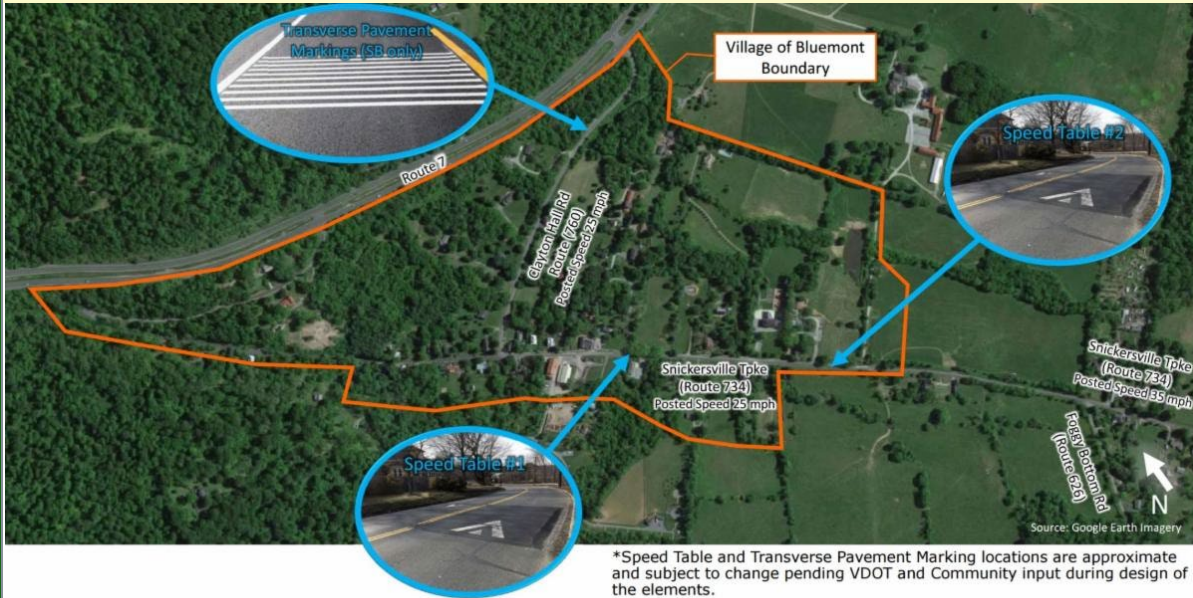 Transverse Pavement
Markings (SB only)
Village of Bluemont
Boundary
Speed Table #2
Route 7
Clayton Hall Rd
Route (760)
Posted Speed 25 mph
Snickersville Tpke
(Route 734)
Posted Speed 25 mph
Snickersville Tpke
(Route 734)
Posted Speed 35 mph
Foggy Bottom Rd
(Route 626)
Speed Table #1
N
Source: Google Earth Imagery
*Speed Table and Transverse Pavement Marking locations are approximate
and subject to change pending VDOT and Community input during design of
the elements.